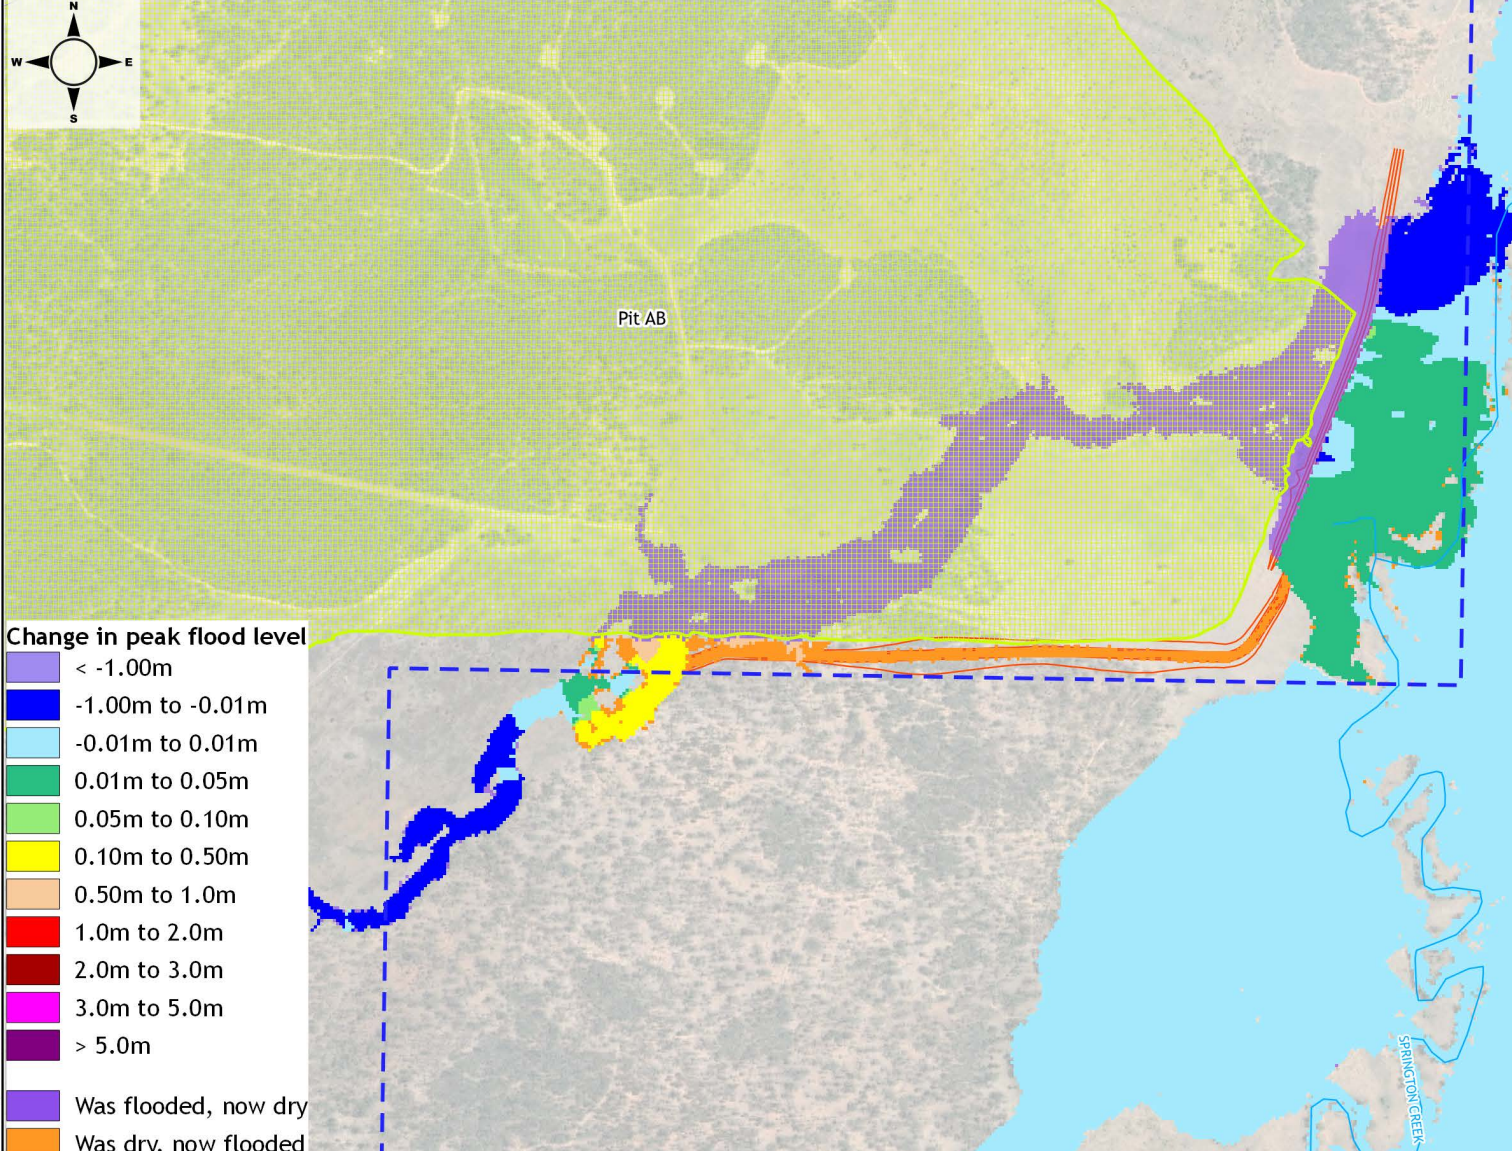 N
W
E
S
Pit AB
Change in peak flood level
< -1.00m
-1.00m to -0.01m
-0.01m to 0.01m
0.01m to 0.05m
0.05m to 0.10m
0.10m to 0.50m
0.50m to 1.0m
1.0m to 2.0m
2.0m to 3.0m
3.0m to 5.0m
> 5.0m
Was flooded, now dry
Was dry, now flooded
SPRINGTON CREEK